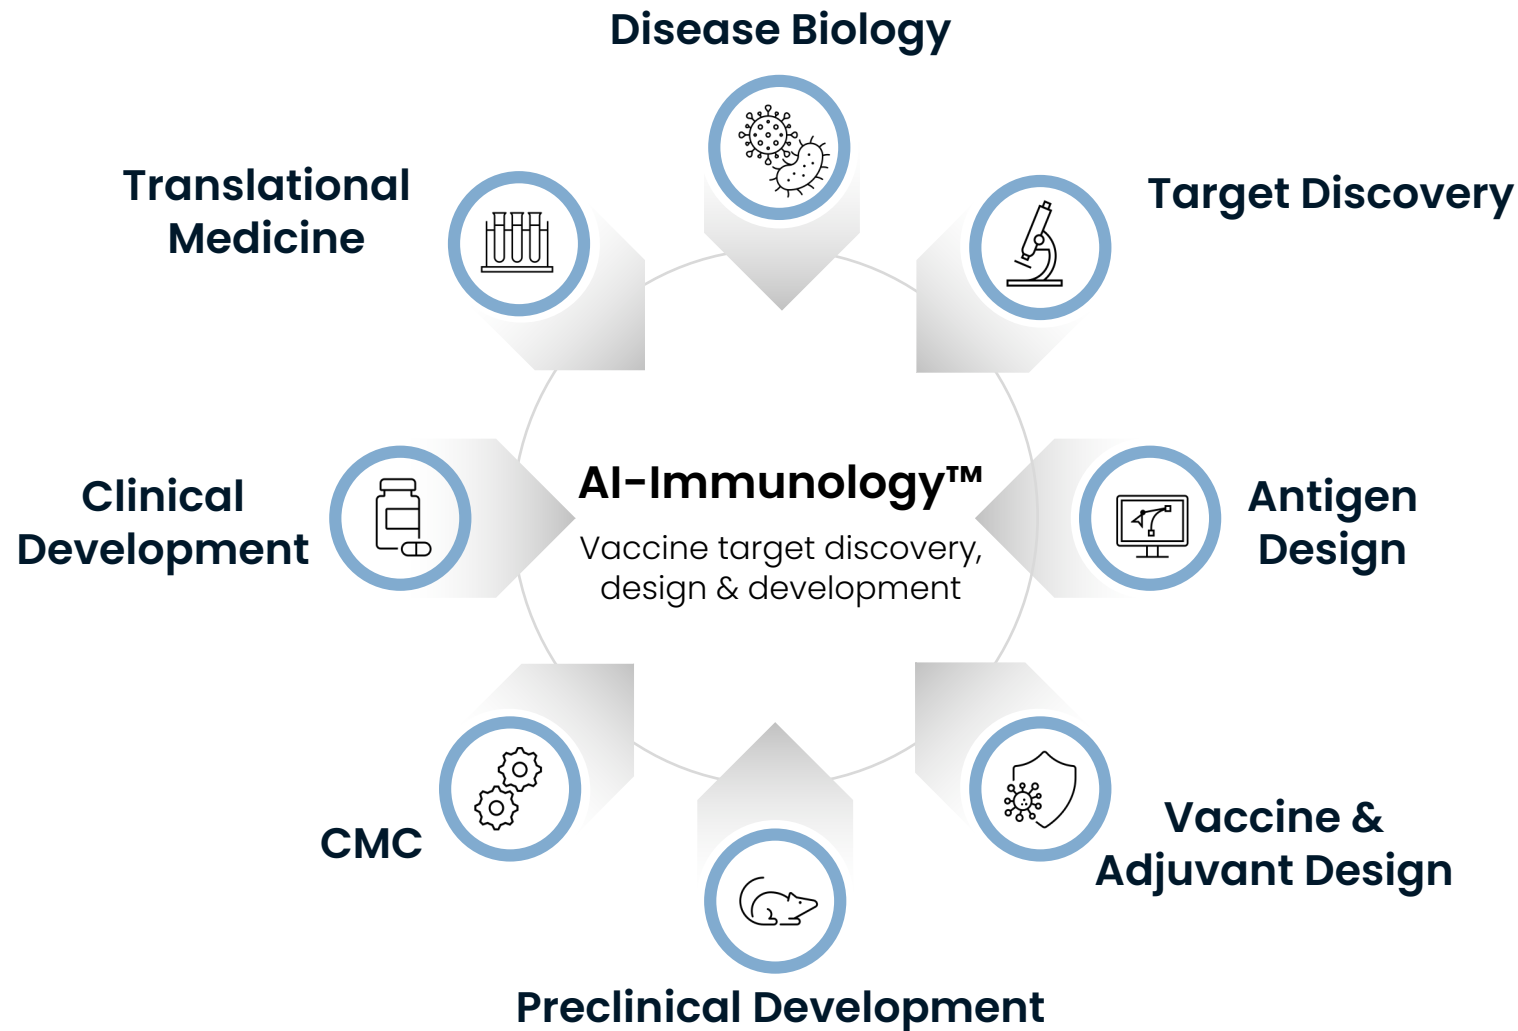 Disease Biology
Translational
Medicine
Target Discovery
Clinical
Development
AI-Immunology™
Vaccine target discovery,
design & development
Antigen
Design
CMC
Vaccine &
Adjuvant Design
Preclinical Development